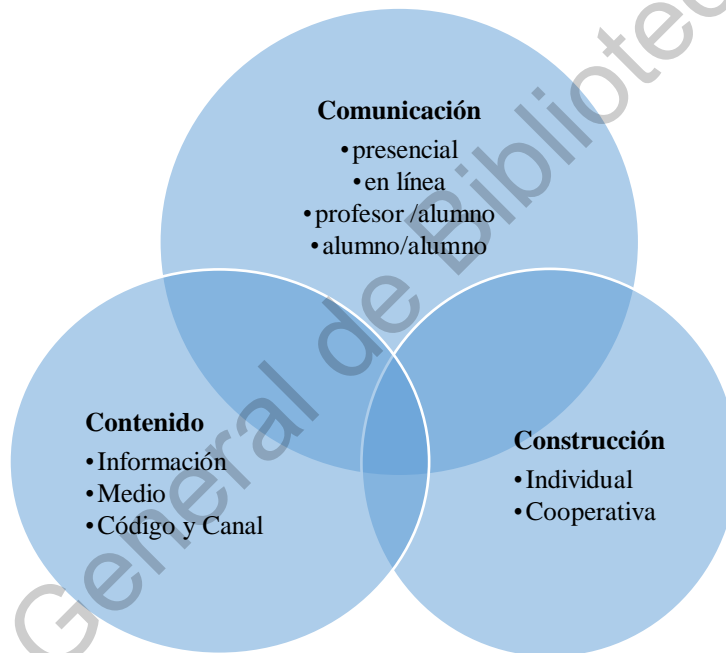 Comunicación
•presencial
•en línea
•profesor /alumno
•alumno/alumno
Contenido
•Información
•Medio
•Código y Canal
Construcción
•Individual
•Cooperativa
General de Bibliotec